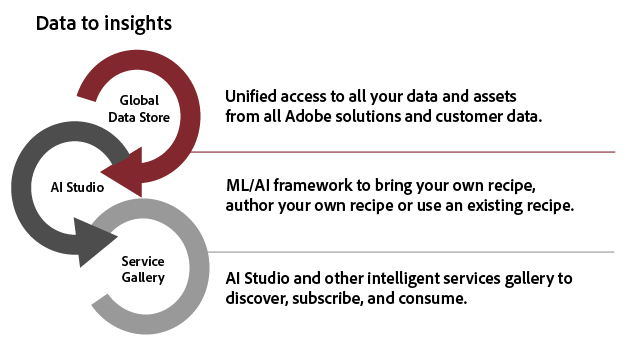 Data to insights
Global
Data Store
Unified access to all your data and assets
from all Adobe solutions and customer data.
AI Studio
ML/AI framework to bring your own recipe,
author your own recipe or use an existing recipe.
Service
Gallery
AI Studio and other intelligent services gallery to
discover, subscribe, and consume.